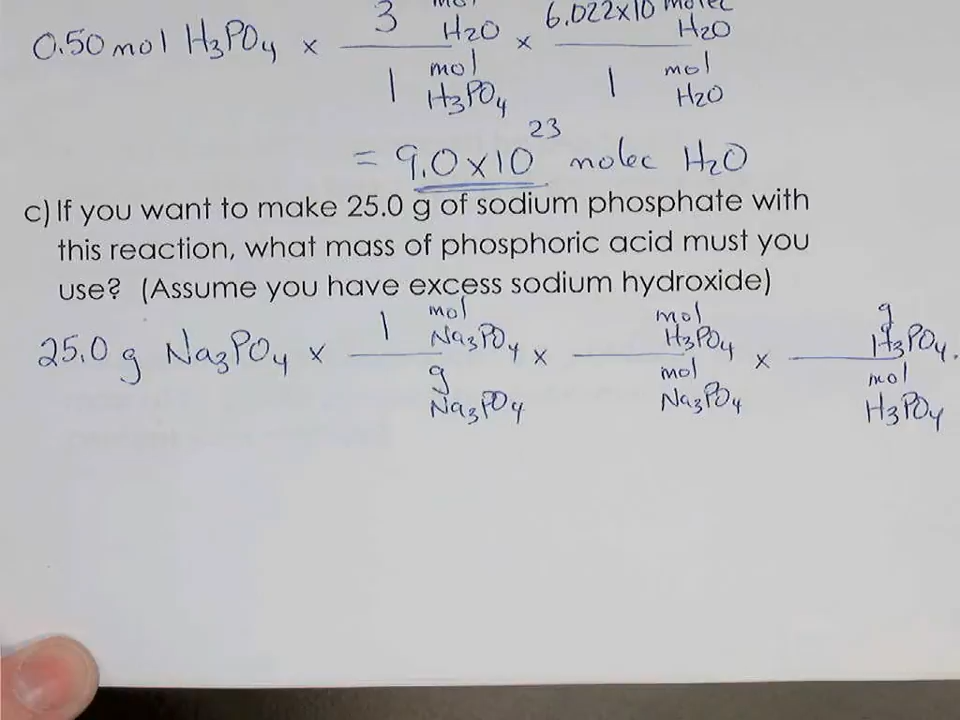 3 H2O 6.022x10 molec H2O
0.50 mol H3PO4 x x
1 mol H3PO4 1 mol H2O
= 9.0 x 10^23 molec H2O
c) If you want to make 25.0 g of sodium phosphate with
this reaction, what mass of phosphoric acid must you
use? (Assume you have excess sodium hydroxide)
1 mol Na3PO4 mol H3PO4 g H3PO4
25.0 g Na3PO4 x x x .
g Na3PO4 mol Na3PO4 mol H3PO4